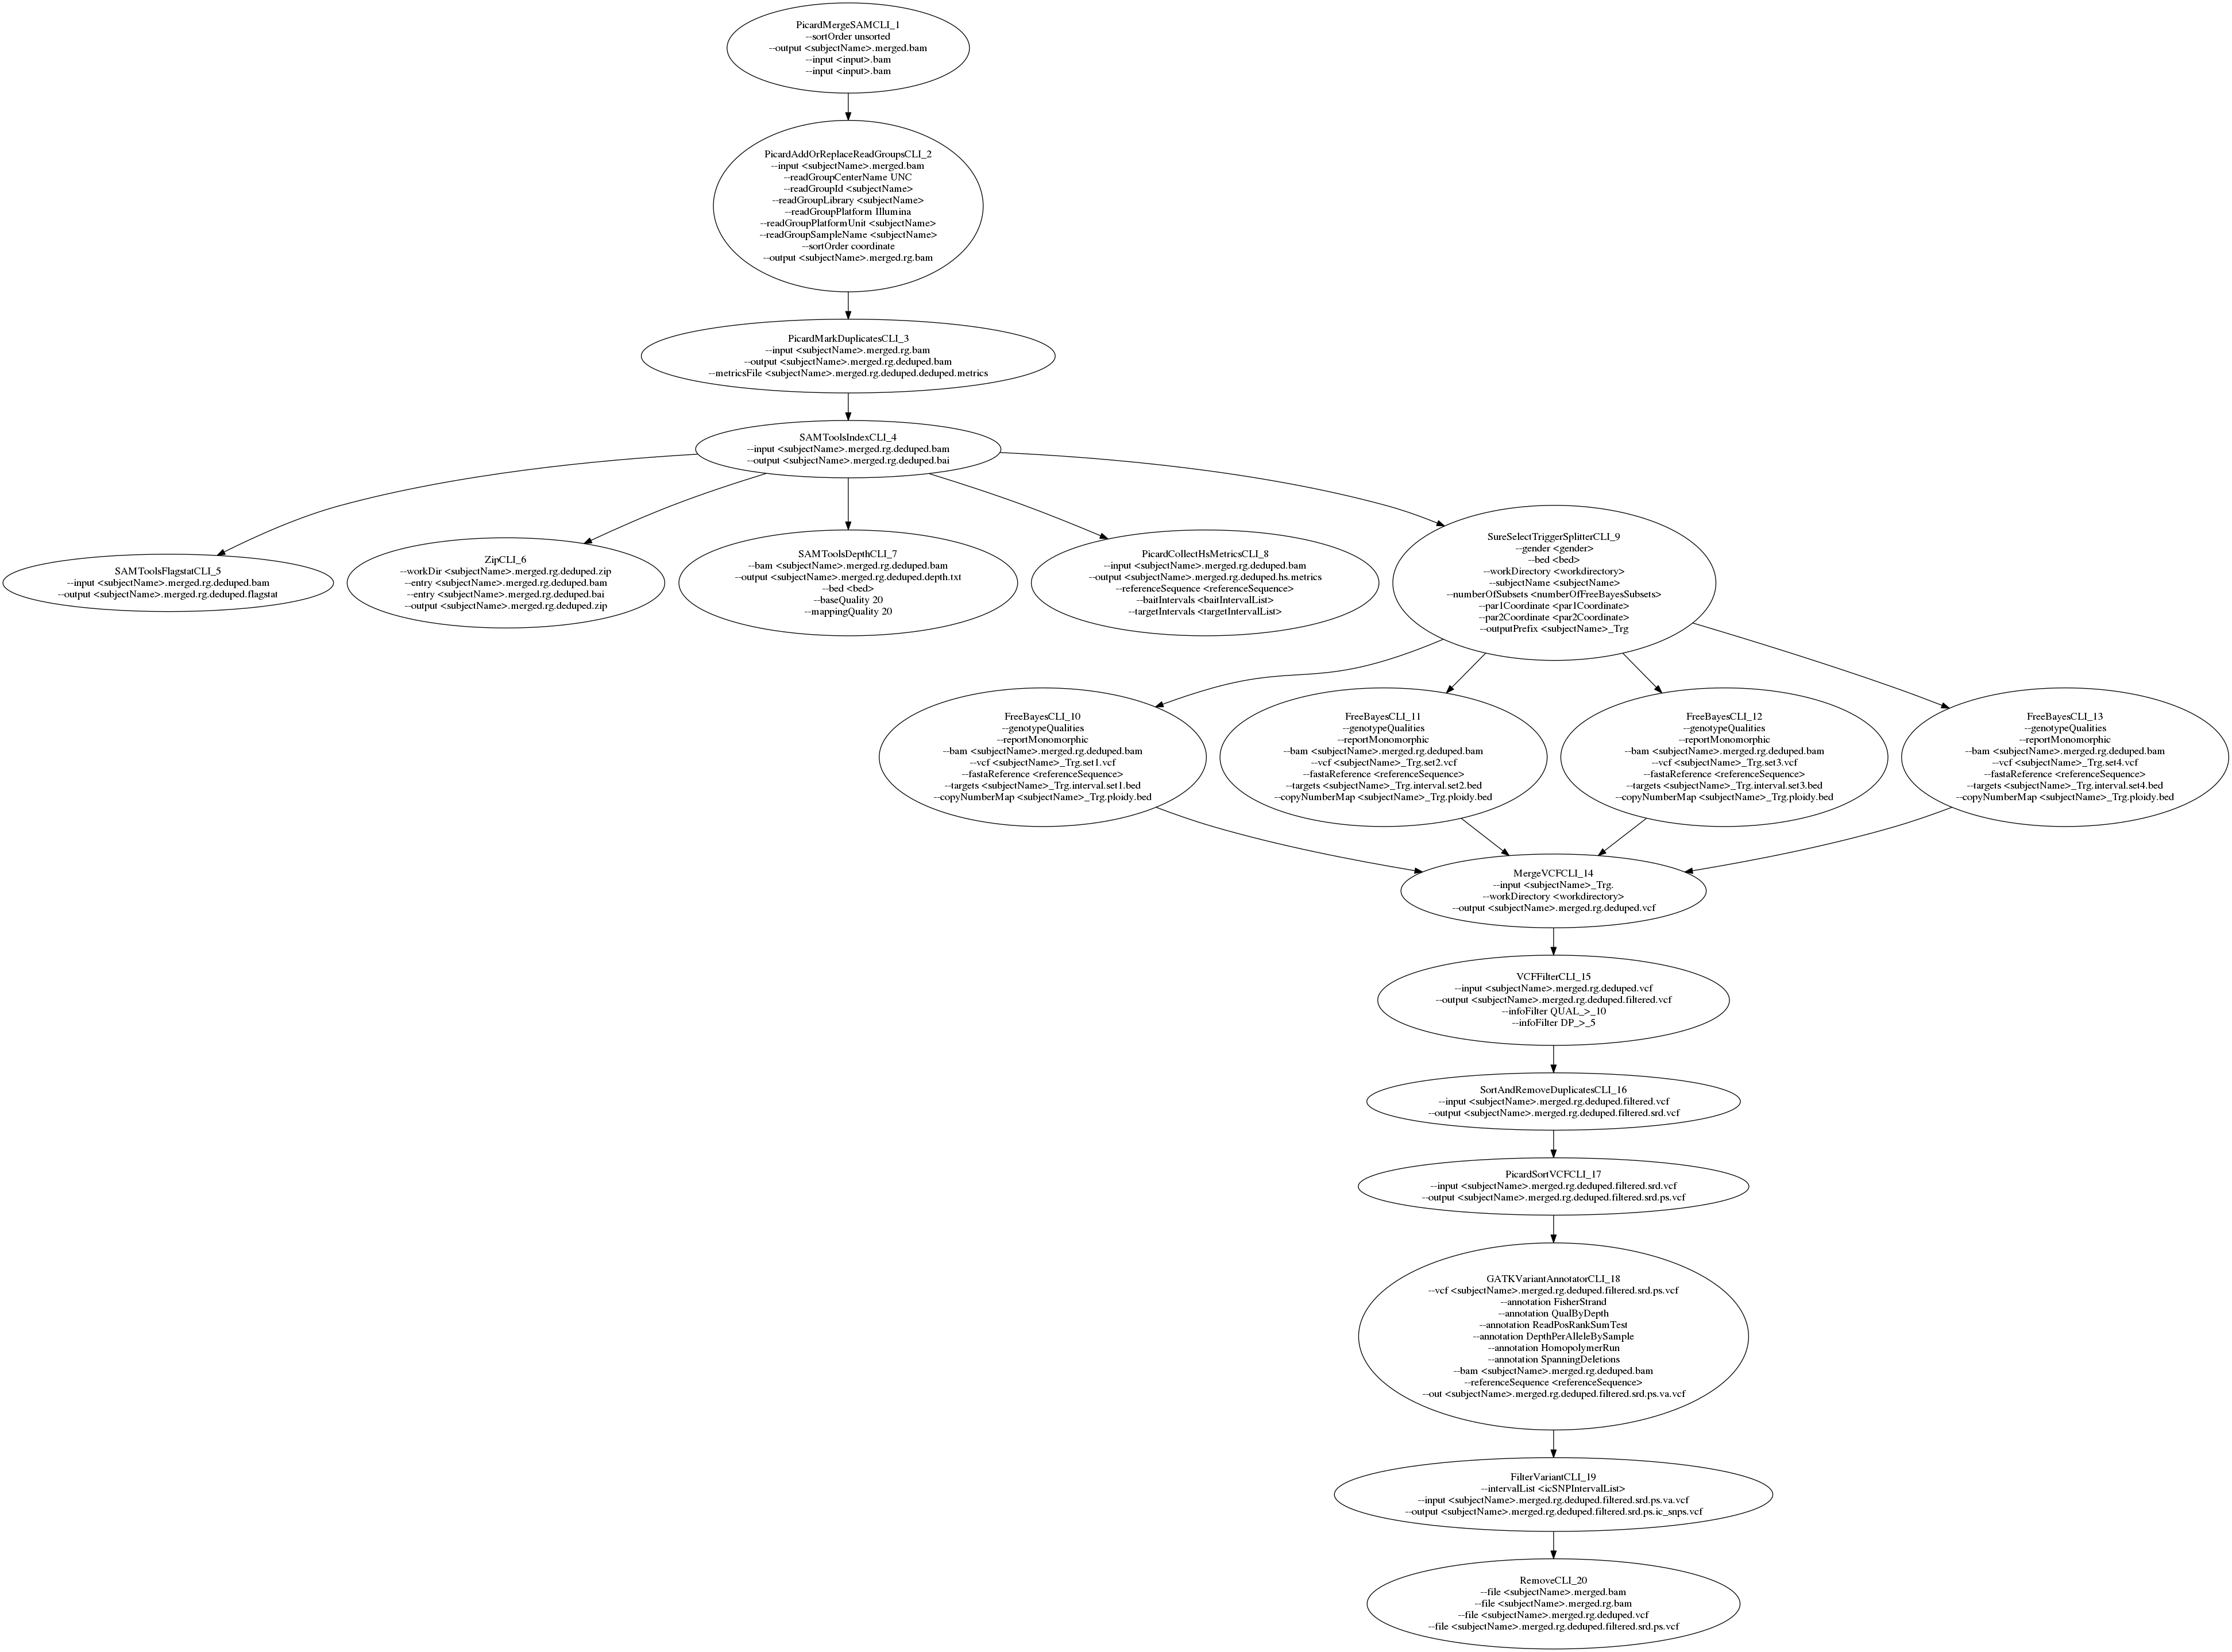 PicardMergeSAMCLI_1
--sortOrder unsorted
--output <subjectName>.merged.bam
--input <input>.bam
--input <input>.bam
PicardAddOrReplaceReadGroupsCLI_2
--input <subjectName>.merged.bam
--readGroupCenterName UNC
--readGroupId <subjectName>
--readGroupLibrary <subjectName>
--readGroupPlatform Illumina
--readGroupPlatformUnit <subjectName>
--readGroupSampleName <subjectName>
--sortOrder coordinate
--output <subjectName>.merged.rg.bam
PicardMarkDuplicatesCLI_3
--input <subjectName>.merged.rg.bam
--output <subjectName>.merged.rg.deduped.bam
--metricsFile <subjectName>.merged.rg.deduped.deduped.metrics
SAMToolsIndexCLI_4
--input <subjectName>.merged.rg.deduped.bam
--output <subjectName>.merged.rg.deduped.bai
SAMToolsFlagstatCLI_5
--input <subjectName>.merged.rg.deduped.bam
--output <subjectName>.merged.rg.deduped.flagstat
ZipCLI_6
--workDir <subjectName>.merged.rg.deduped.zip
--entry <subjectName>.merged.rg.deduped.bam
--entry <subjectName>.merged.rg.deduped.bai
--output <subjectName>.merged.rg.deduped.zip
SAMToolsDepthCLI_7
--bam <subjectName>.merged.rg.deduped.bam
--output <subjectName>.merged.rg.deduped.depth.txt
--bed <bed>
--baseQuality 20
--mappingQuality 20
PicardCollectHsMetricsCLI_8
--input <subjectName>.merged.rg.deduped.bam
--output <subjectName>.merged.rg.deduped.hs.metrics
--referenceSequence <referenceSequence>
--baitIntervals <baitIntervalList>
--targetIntervals <targetIntervalList>
SureSelectTriggerSplitterCLI_9
--gender <gender>
--bed <bed>
--workDirectory <workdirectory>
--subjectName <subjectName>
--numberOfSubsets <numberOfFreeBayesSubsets>
--par1Coordinate <par1Coordinate>
--par2Coordinate <par2Coordinate>
--outputPrefix <subjectName>_Trg
FreeBayesCLI_10
--genotypeQualities
--reportMonomorphic
--bam <subjectName>.merged.rg.deduped.bam
--vcf <subjectName>_Trg.set1.vcf
--fastaReference <referenceSequence>
--targets <subjectName>_Trg.interval.set1.bed
--copyNumberMap <subjectName>_Trg.ploidy.bed
FreeBayesCLI_11
--genotypeQualities
--reportMonomorphic
--bam <subjectName>.merged.rg.deduped.bam
--vcf <subjectName>_Trg.set2.vcf
--fastaReference <referenceSequence>
--targets <subjectName>_Trg.interval.set2.bed
--copyNumberMap <subjectName>_Trg.ploidy.bed
FreeBayesCLI_12
--genotypeQualities
--reportMonomorphic
--bam <subjectName>.merged.rg.deduped.bam
--vcf <subjectName>_Trg.set3.vcf
--fastaReference <referenceSequence>
--targets <subjectName>_Trg.interval.set3.bed
--copyNumberMap <subjectName>_Trg.ploidy.bed
FreeBayesCLI_13
--genotypeQualities
--reportMonomorphic
--bam <subjectName>.merged.rg.deduped.bam
--vcf <subjectName>_Trg.set4.vcf
--fastaReference <referenceSequence>
--targets <subjectName>_Trg.interval.set4.bed
--copyNumberMap <subjectName>_Trg.ploidy.bed
MergeVCFCLI_14
--input <subjectName>_Trg.
--workDirectory <workdirectory>
--output <subjectName>.merged.rg.deduped.vcf
VCFFilterCLI_15
--input <subjectName>.merged.rg.deduped.vcf
--output <subjectName>.merged.rg.deduped.filtered.vcf
--infoFilter QUAL_>_10
--infoFilter DP_>_5
SortAndRemoveDuplicatesCLI_16
--input <subjectName>.merged.rg.deduped.filtered.vcf
--output <subjectName>.merged.rg.deduped.filtered.srd.vcf
PicardSortVCFCLI_17
--input <subjectName>.merged.rg.deduped.filtered.srd.vcf
--output <subjectName>.merged.rg.deduped.filtered.srd.ps.vcf
GATKVariantAnnotatorCLI_18
--vcf <subjectName>.merged.rg.deduped.filtered.srd.ps.vcf
--annotation FisherStrand
--annotation QualByDepth
--annotation ReadPosRankSumTest
--annotation DepthPerAlleleBySample
--annotation HomopolymerRun
--annotation SpanningDeletions
--bam <subjectName>.merged.rg.deduped.bam
--referenceSequence <referenceSequence>
--out <subjectName>.merged.rg.deduped.filtered.srd.ps.va.vcf
FilterVariantCLI_19
--intervalList <icSNPIntervalList>
--input <subjectName>.merged.rg.deduped.filtered.srd.ps.va.vcf
--output <subjectName>.merged.rg.deduped.filtered.srd.ps.ic_snps.vcf
RemoveCLI_20
--file <subjectName>.merged.bam
--file <subjectName>.merged.rg.bam
--file <subjectName>.merged.rg.deduped.vcf
--file <subjectName>.merged.rg.deduped.filtered.srd.ps.vcf